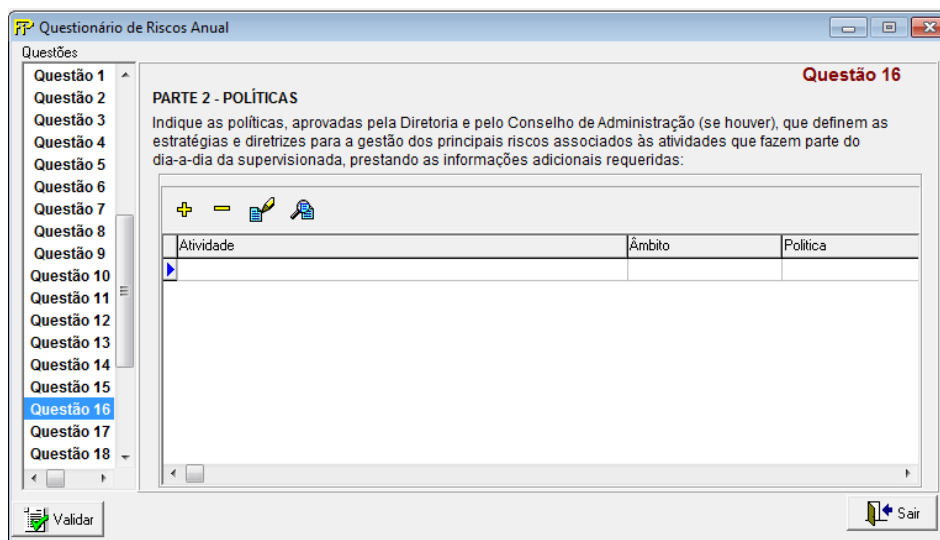 Questionário de Riscos Anual
Questões
Questão 1
Questão 2
Questão 3
Questão 4
Questão 5
Questão 6
Questão 7
Questão 8
Questão 9
Questão 10
Questão 11
Questão 12
Questão 13
Questão 14
Questão 15
Questão 16
Questão 17
Questão 18
Questão 16
PARTE 2 - POLÍTICAS
Indique as políticas, aprovadas pela Diretoria e pelo Conselho de Administração (se houver), que definem as
estratégias e diretrizes para a gestão dos principais riscos associados às atividades que fazem parte do
dia-a-dia da supervisionada, prestando as informações adicionais requeridas:
Atividade Âmbito Politica
Validar
Sair